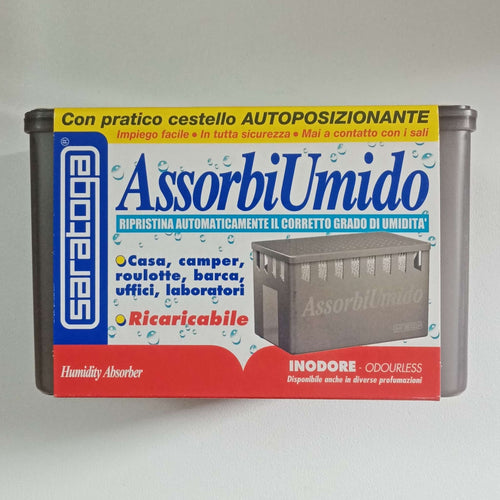 Con pratico cestello AUTOPOSIZIONANTE
Impiego facile • In tutta sicurezza • Mai a contatto con i sali
saratoga®
AssorbiUmido
RIPRISTINA AUTOMATICAMENTE IL CORRETTO GRADO DI UMIDITA'
Casa, camper,
roulotte, barca,
uffici, laboratori
Ricaricabile
AssorbiUmido
Humidity Absorber
INODORE - ODOURLESS
Disponibile anche in diverse profumazioni